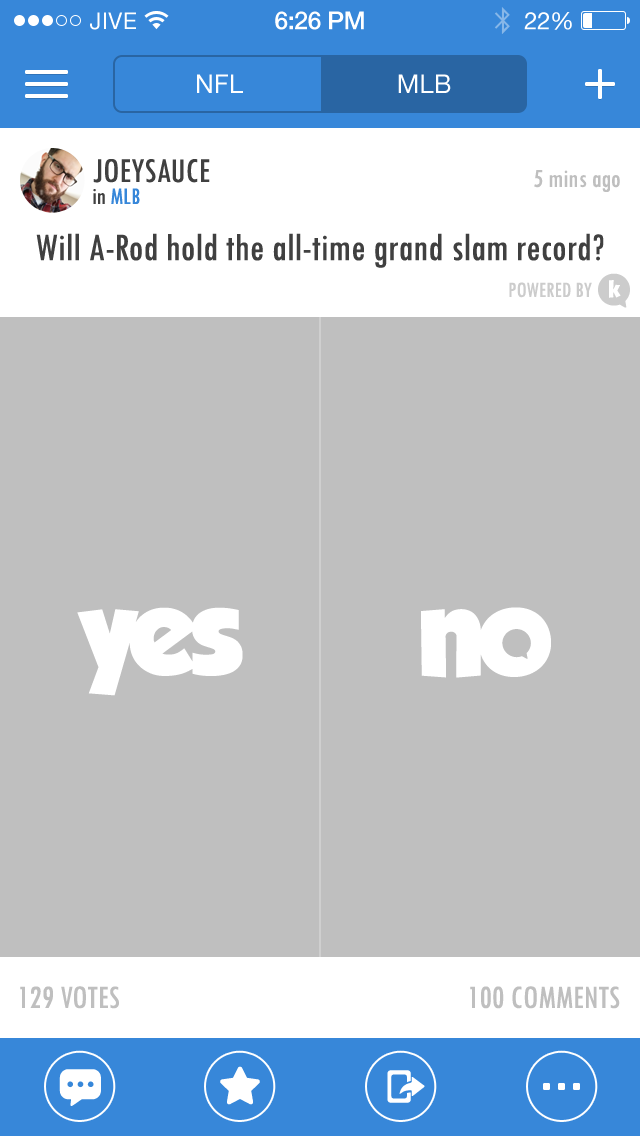 JIVE 6:26 PM 22%
NFL MLB
JOEYSAUCE 5 mins ago
in MLB
Will A-Rod hold the all-time grand slam record?
POWERED BY k
yes no
129 VOTES 100 COMMENTS